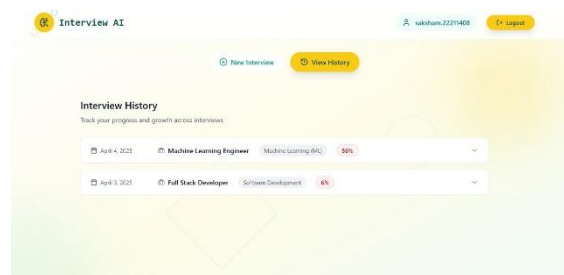 Interview AI
saksham.22211408
Logout
New Interview
View History
Interview History
Track your progress and growth across interviews
April 4, 2025 Machine Learning Engineer Machine Learning (ML) 56%
April 3, 2025 Full Stack Developer Software Development 6%